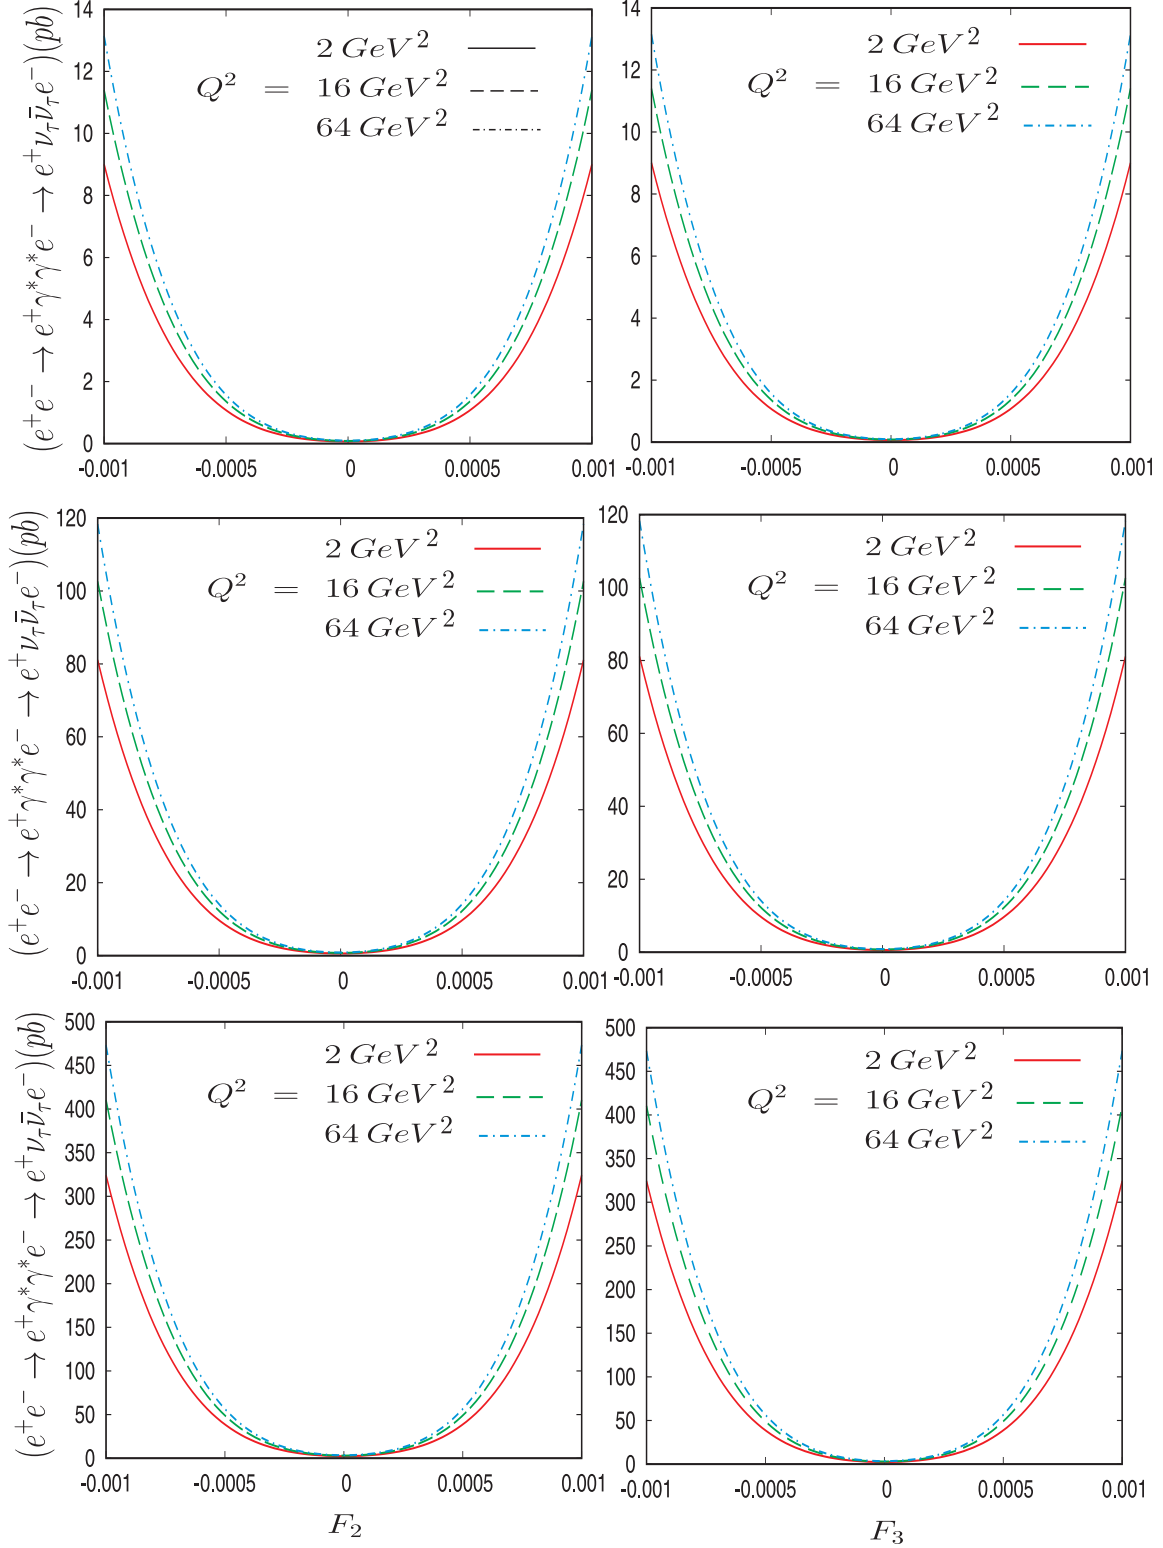 (e⁺e⁻ → e⁺γ*γ*e⁻ → e⁺ν_τν̄_τe⁻)(pb)
14
12
10
8
6
4
2
0
2 GeV²
Q² = 16 GeV²
64 GeV²
-0.001 -0.0005 0 0.0005 0.001
14
12
10
8
6
4
2
0
2 GeV²
Q² = 16 GeV²
64 GeV²
-0.001 -0.0005 0 0.0005 0.001
(e⁺e⁻ → e⁺γ*γ*e⁻ → e⁺ν_τν̄_τe⁻)(pb)
120
100
80
60
40
20
0
2 GeV²
Q² = 16 GeV²
64 GeV²
-0.001 -0.0005 0 0.0005 0.001
120
100
80
60
40
20
0
2 GeV²
Q² = 16 GeV²
64 GeV²
-0.001 -0.0005 0 0.0005 0.001
(e⁺e⁻ → e⁺γ*γ*e⁻ → e⁺ν_τν̄_τe⁻)(pb)
500
450
400
350
300
250
200
150
100
50
0
2 GeV²
Q² = 16 GeV²
64 GeV²
-0.001 -0.0005 0 0.0005 0.001
F₂
500
450
400
350
300
250
200
150
100
50
0
2 GeV²
Q² = 16 GeV²
64 GeV²
-0.001 -0.0005 0 0.0005 0.001
F₃